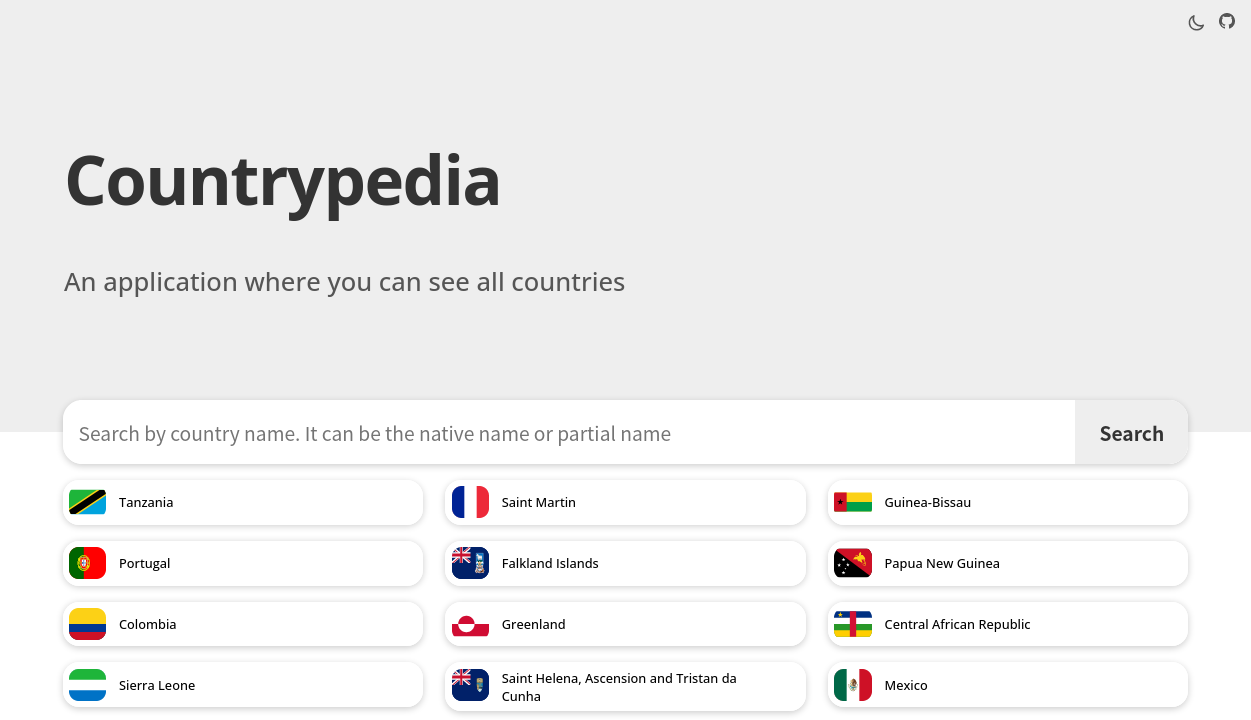 Countrypedia
An application where you can see all countries
Search by country name. It can be the native name or partial name
Search
Tanzania
Saint Martin
Guinea-Bissau
Portugal
Falkland Islands
Papua New Guinea
Colombia
Greenland
Central African Republic
Sierra Leone
Saint Helena, Ascension and Tristan da
Cunha
Mexico